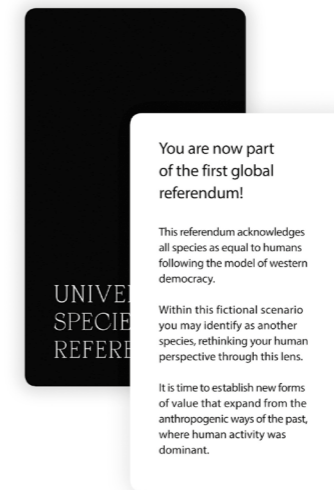 UNIVE
SPECIE
REFERE
You are now part
of the first global
referendum!
This referendum acknowledges
all species as equal to humans
following the model of western
democracy.
Within this fictional scenario
you may identify as another
species, rethinking your human
perspective through this lens.
It is time to establish new forms
of value that expand from the
anthropogenic ways of the past,
where human activity was
dominant.